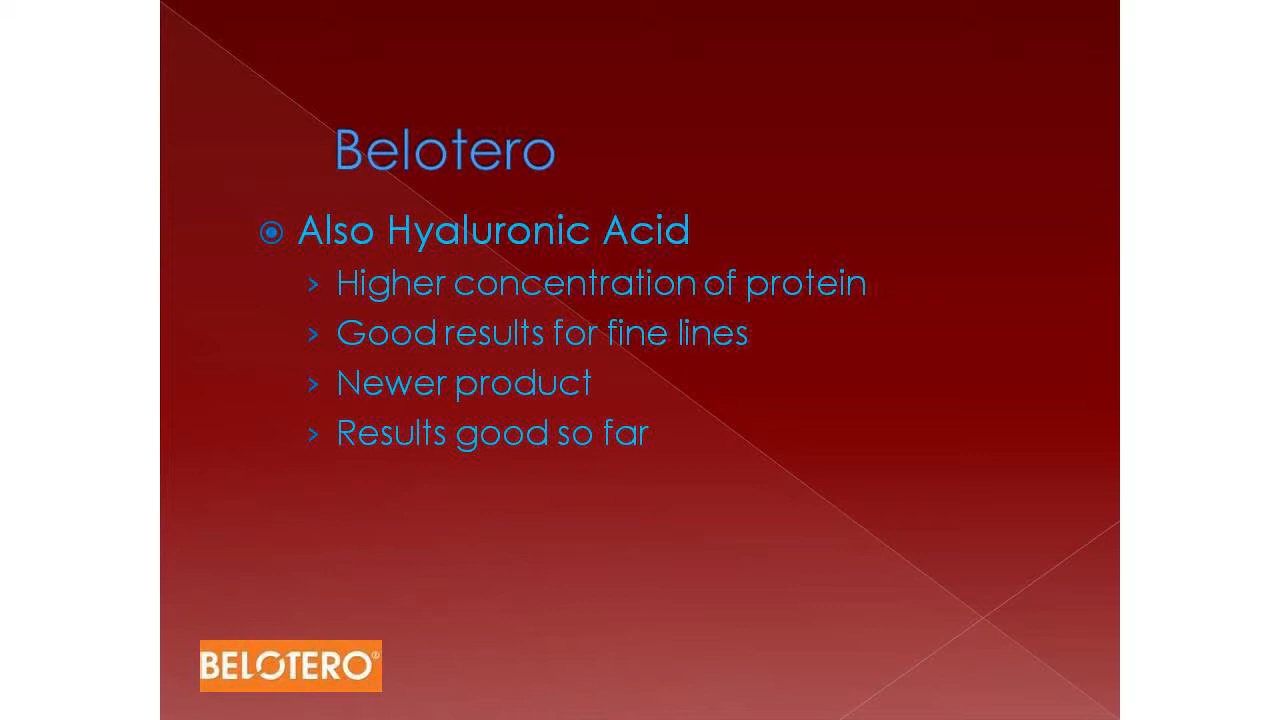 Belotero
Also Hyaluronic Acid
Higher concentration of protein
Good results for fine lines
Newer product
Results good so far
BELOTERO®